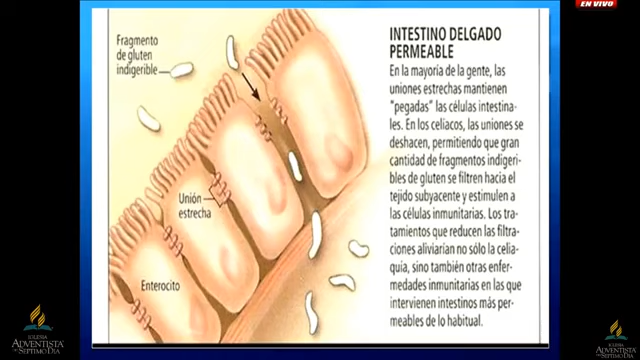 EN VIVO
Fragmento
de gluten
indigerible
Unión
estrecha
Enterocito
INTESTINO DELGADO
PERMEABLE
En la mayoría de la gente, las
uniones estrechas mantienen
"pegadas" las células intestina-
les. En los celíacos, las uniones se
deshacen, permitiendo que gran
cantidad de fragmentos indigeri-
bles de gluten se filtren hacia el
tejido subyacente y estimulen a
las células inmunitarias. Los tra-
tamientos que reducen las filtra-
ciones aliviarían no sólo la celia-
quía, sino también otras enfer-
medades inmunitarias en las que
intervienen intestinos más per-
meables de lo habitual.
IGLESIA
ADVENTISTA
DEL SÉPTIMO DÍA
IGLESIA
ADVENTISTA
DEL SÉPTIMO DÍA